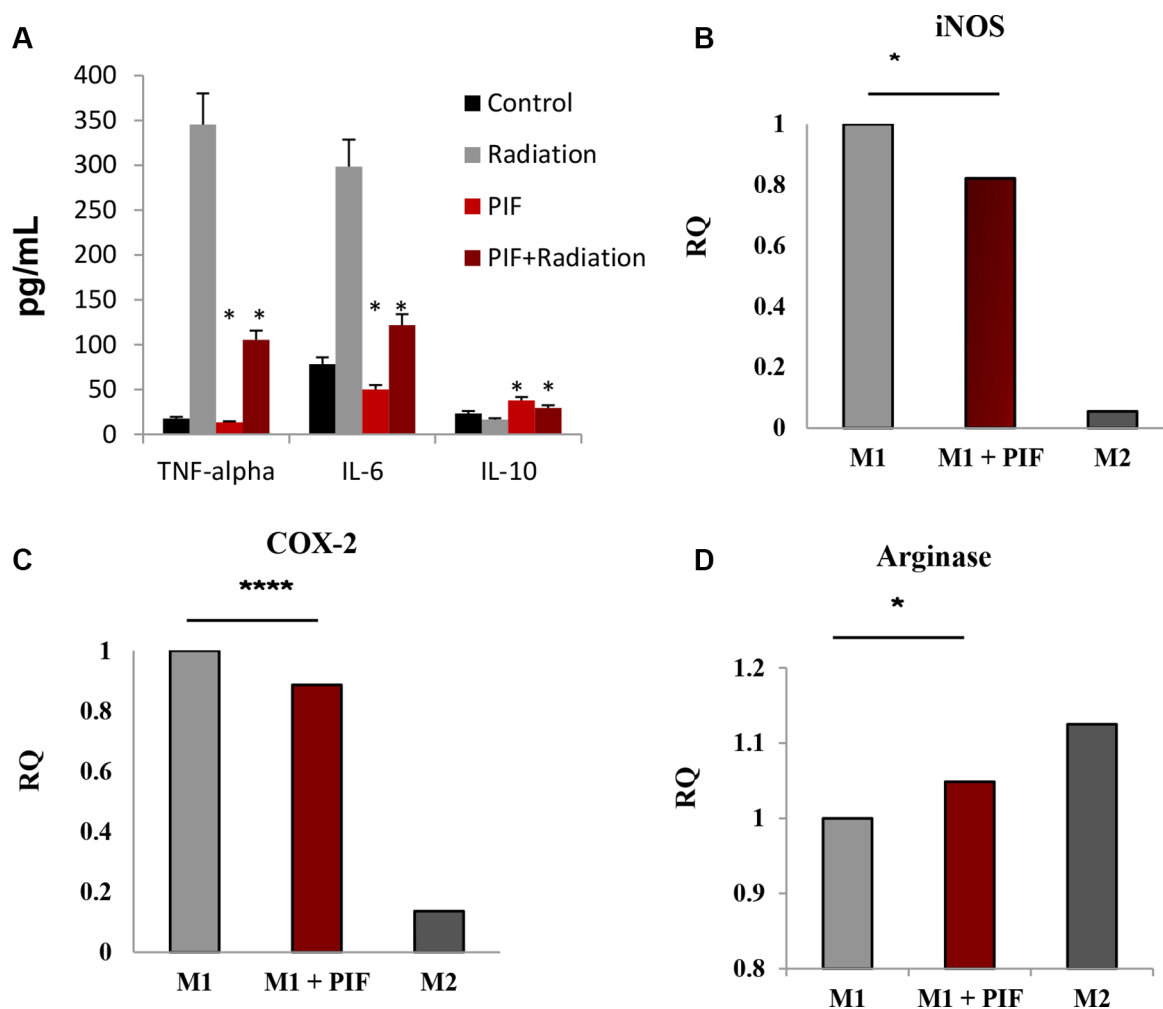 A
400
350
300
250
200
150
100
50
0
pg/mL
Control
Radiation
PIF
PIF+Radiation
* *
* *
* *
TNF-alpha IL-6 IL-10
B
iNOS
*
1
0.8
0.6
0.4
0.2
0
RQ
M1 M1 + PIF M2
C
COX-2
****
1
0.8
0.6
0.4
0.2
0
RQ
M1 M1 + PIF M2
D
Arginase
*
1.2
1.1
1
0.9
0.8
RQ
M1 M1 + PIF M2